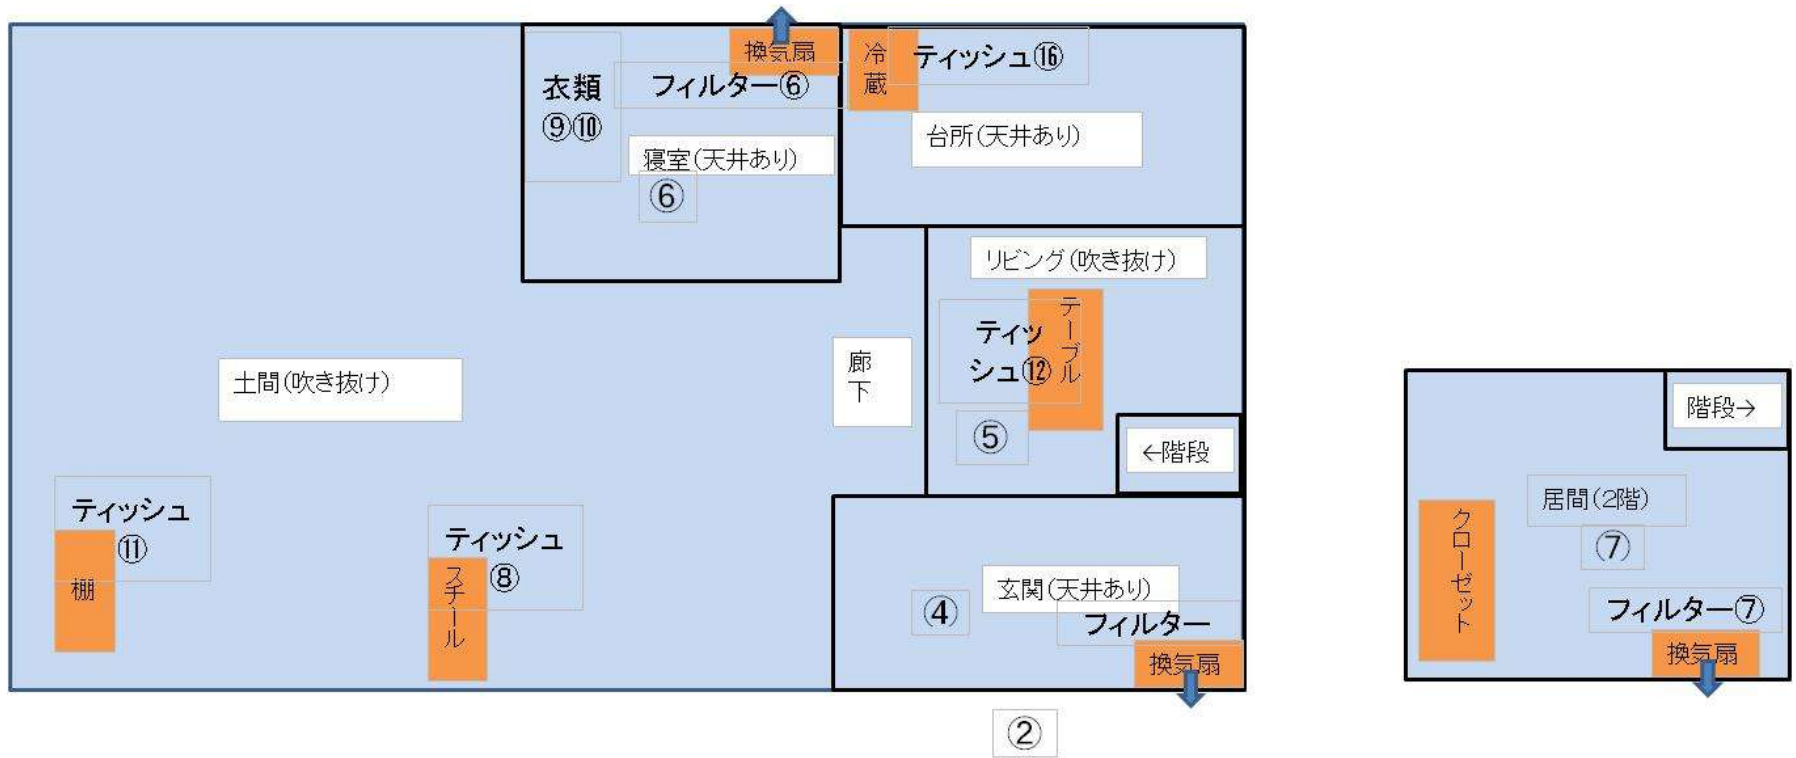 換気扇
冷蔵
ティッシュ⑯
衣類
⑨⑩
フィルター⑥
寝室(天井あり)
⑥
台所(天井あり)
リビング(吹き抜け)
テーブル
ティッ
シュ⑫
⑤
廊下
←階段
土間(吹き抜け)
ティッシュ
⑪
棚
ティッシュ
⑧
スチール
玄関(天井あり)
④
フィルター
換気扇
②
階段→
居間(2階)
⑦
クローゼット
フィルター⑦
換気扇